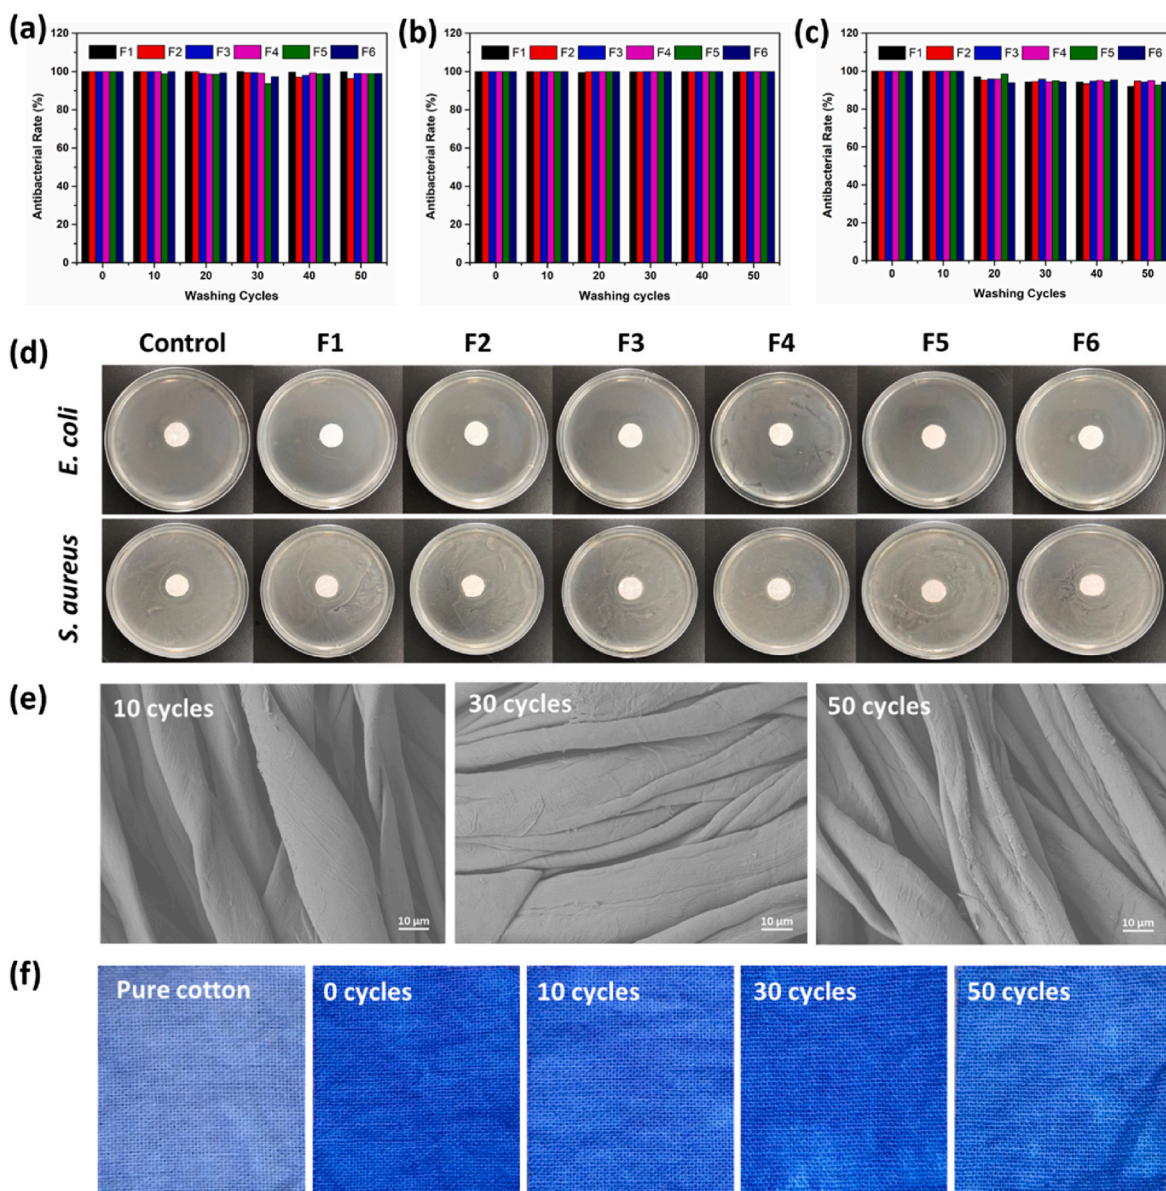 (a)
120
100
80
60
40
20
0
Antibacterial Rate (%)
F1 F2 F3 F4 F5 F6
0 10 20 30 40 50
Washing Cycles
(b)
120
100
80
60
40
20
0
Antibacterial Rate (%)
F1 F2 F3 F4 F5 F6
0 10 20 30 40 50
Washing cycles
(c)
120
100
80
60
40
20
0
Antibacterial Rate (%)
F1 F2 F3 F4 F5 F6
0 10 20 30 40 50
Washing Cycles
(d)
Control F1 F2 F3 F4 F5 F6
E. coli
S. aureus
(e)
10 cycles
10 µm
30 cycles
10 µm
50 cycles
10 µm
(f)
Pure cotton
0 cycles
10 cycles
30 cycles
50 cycles